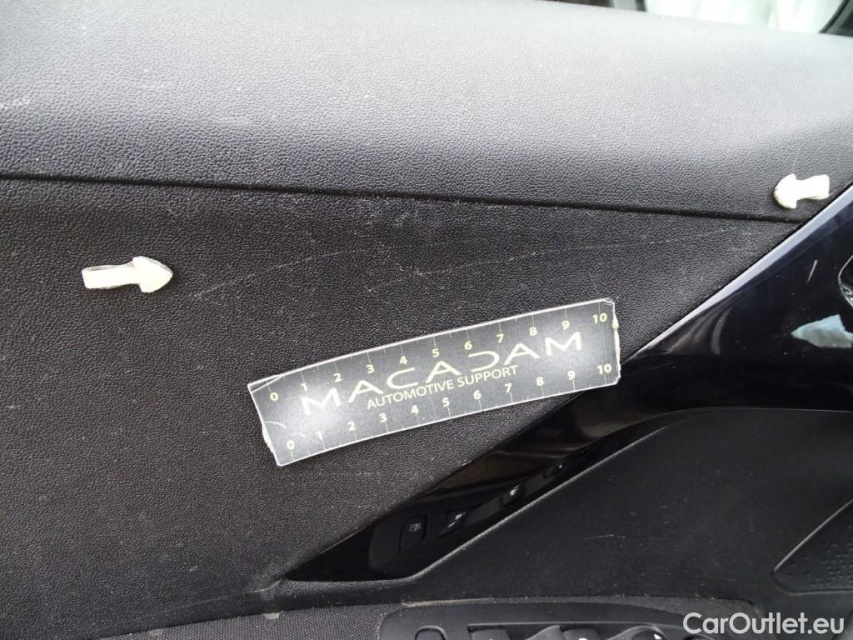 0 1 2 3 4 5 6 7 8 9 10
MACADAM
AUTOMOTIVE SUPPORT
0 1 2 3 4 5 6 7 8 9 10
CarOutlet.eu